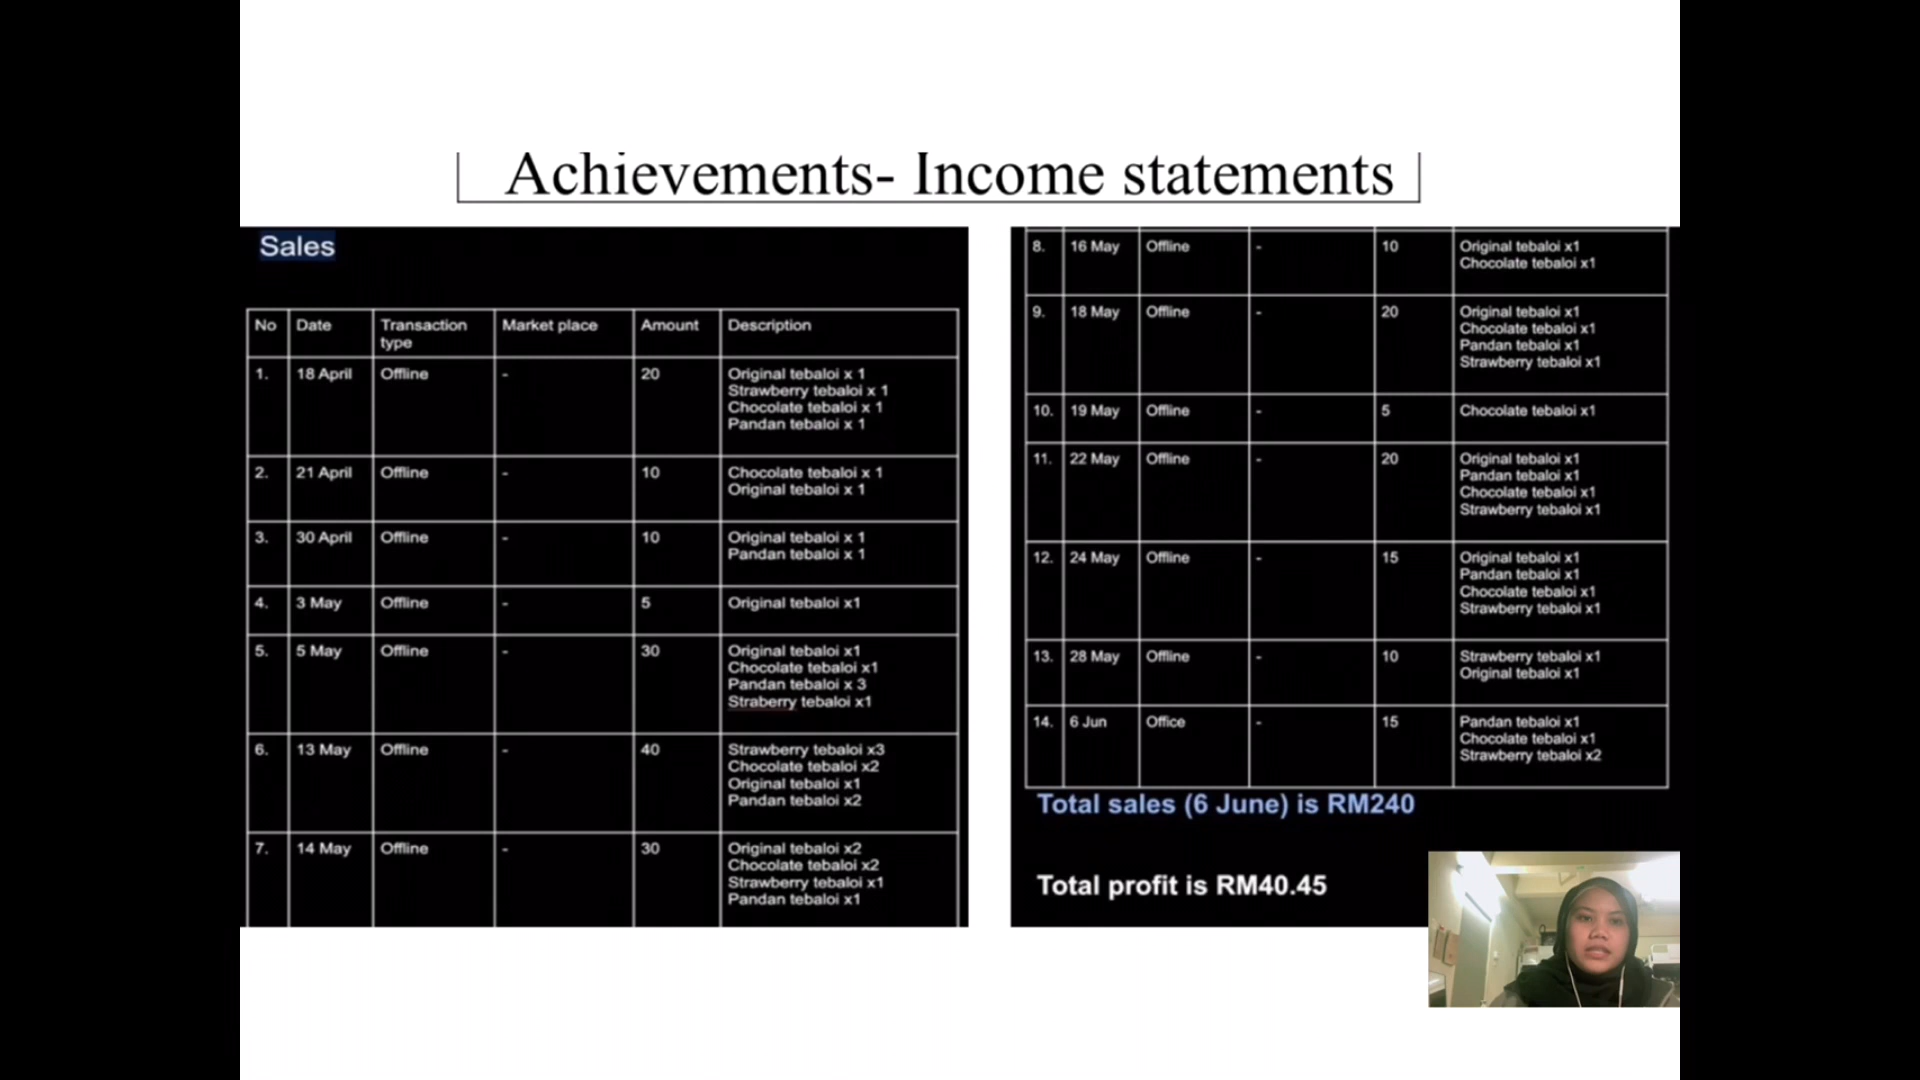 Achievements- Income statements
Sales
No Date Transaction type Market place Amount Description
1. 18 April Offline - 20 Original tebaloi x 1
Strawberry tebaloi x 1
Chocolate tebaloi x 1
Pandan tebaloi x 1
2. 21 April Offline - 10 Chocolate tebaloi x 1
Original tebaloi x 1
3. 30 April Offline - 10 Original tebaloi x 1
Pandan tebaloi x 1
4. 3 May Offline - 5 Original tebaloi x1
5. 5 May Offline - 30 Original tebaloi x1
Chocolate tebaloi x1
Pandan tebaloi x 3
Straberry tebaloi x1
6. 13 May Offline - 40 Strawberry tebaloi x3
Chocolate tebaloi x2
Original tebaloi x1
Pandan tebaloi x2
7. 14 May Offline - 30 Original tebaloi x2
Chocolate tebaloi x2
Strawberry tebaloi x1
Pandan tebaloi x1
8. 16 May Offline - 10 Original tebaloi x1
Chocolate tebaloi x1
9. 18 May Offline - 20 Original tebaloi x1
Chocolate tebaloi x1
Pandan tebaloi x1
Strawberry tebaloi x1
10. 19 May Offline - 5 Chocolate tebaloi x1
11. 22 May Offline - 20 Original tebaloi x1
Pandan tebaloi x1
Chocolate tebaloi x1
Strawberry tebaloi x1
12. 24 May Offline - 15 Original tebaloi x1
Pandan tebaloi x1
Chocolate tebaloi x1
Strawberry tebaloi x1
13. 28 May Offline - 10 Strawberry tebaloi x1
Original tebaloi x1
14. 6 Jun Office - 15 Pandan tebaloi x1
Chocolate tebaloi x1
Strawberry tebaloi x2
Total sales (6 June) is RM240
Total profit is RM40.45